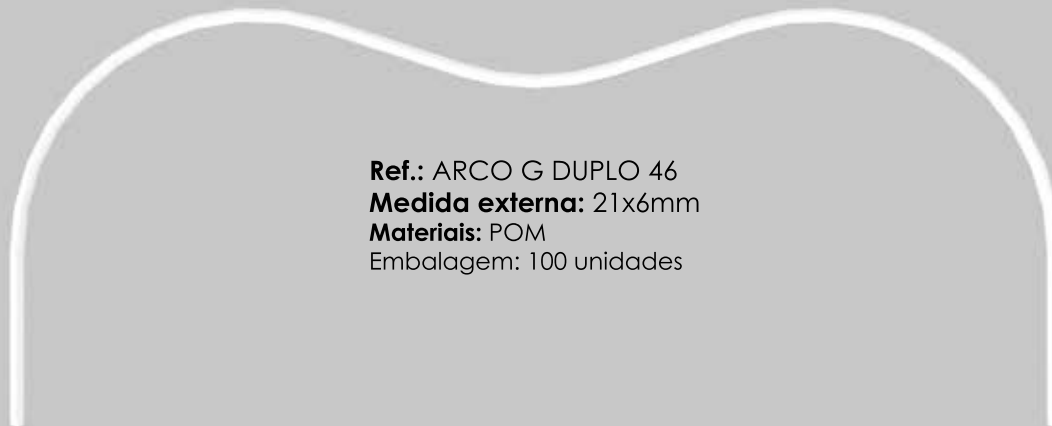 Ref.: ARCO G DUPLO 46
Medida externa: 21x6mm
Materiais: POM
Embalagem: 100 unidades